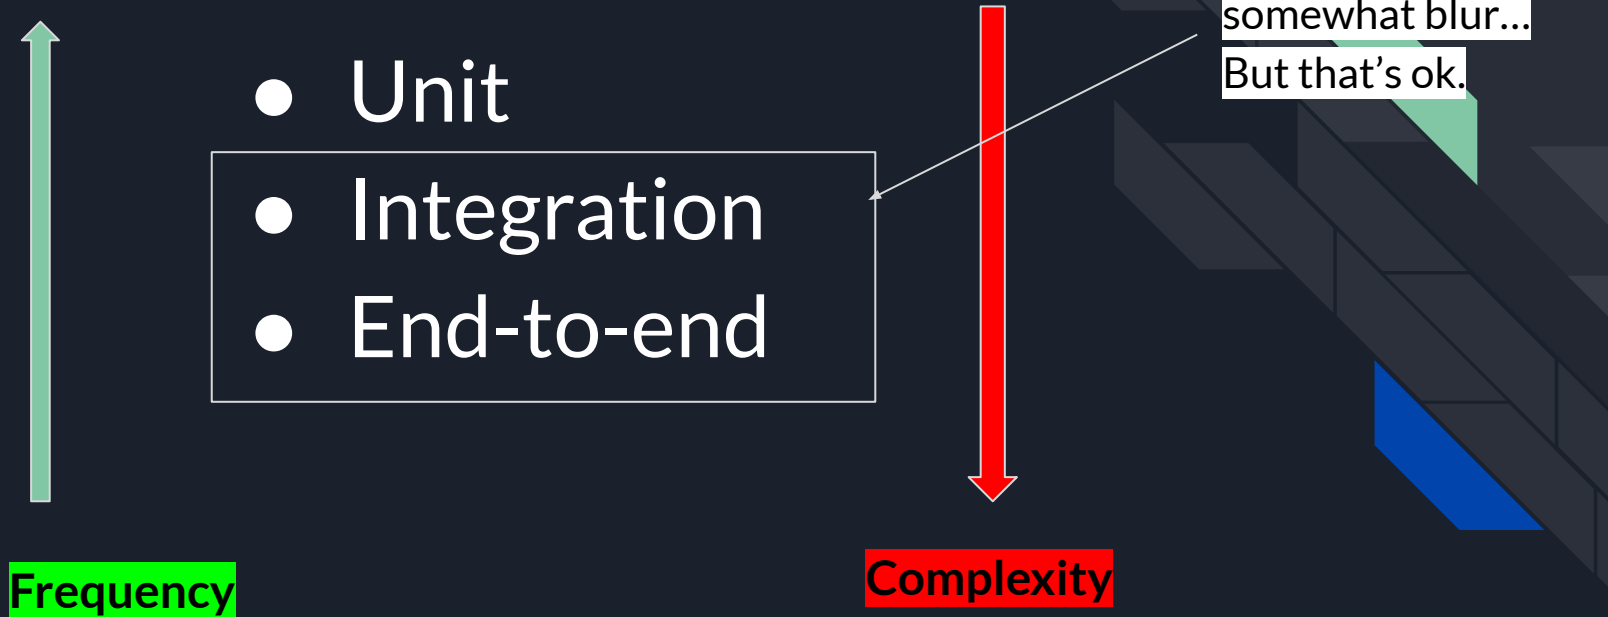 somewhat blur...
But that's ok.
● Unit
● Integration
● End-to-end
Frequency
Complexity